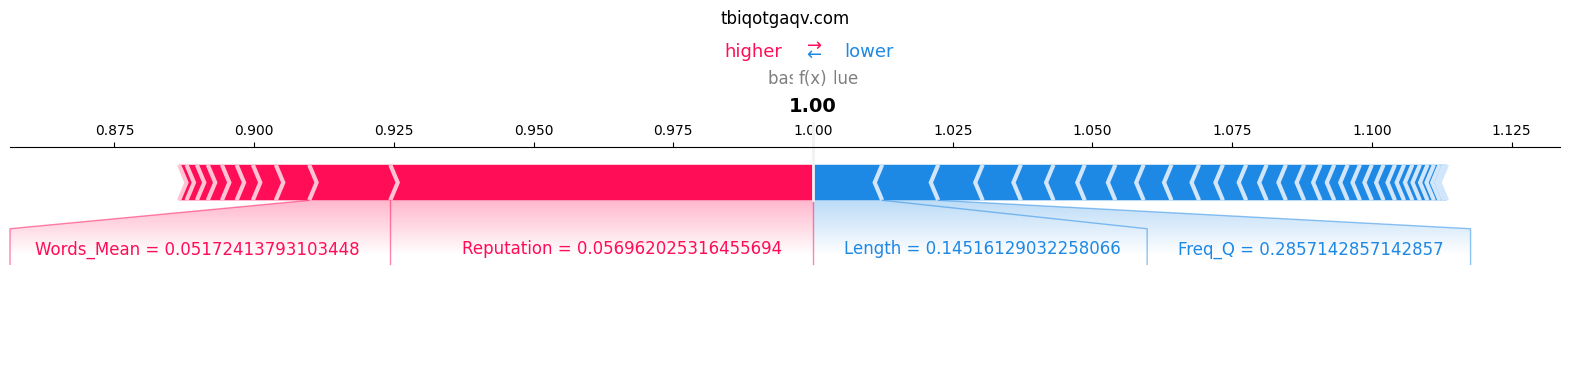 tbiqotgaqv.com
higher ⇄ lower
f(x) lue
1.00
0.875 0.900 0.925 0.950 0.975 1.000 1.025 1.050 1.075 1.100 1.125
Words_Mean = 0.05172413793103448 Reputation = 0.056962025316455694 Length = 0.14516129032258066 Freq_Q = 0.2857142857142857